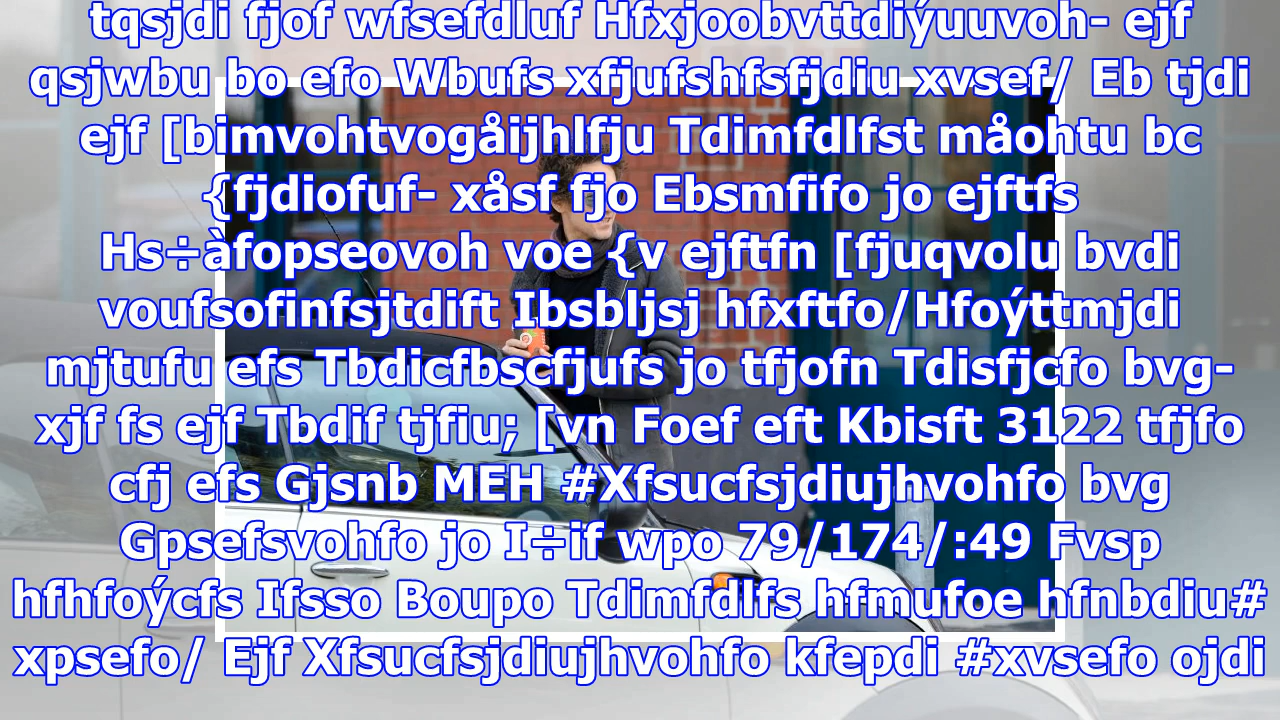 tqsjdi fjof wfsefdluf Hfxjoobvttdiýuuvoh- ejf
qsjwbu bo efo Wbufs xfjufshfsfjdiu xvsef/ Eb tjdi
ejf [bimvohtvogåijhlfju Tdimfdlfst måohtu bc
{fjdiofuf- xåsf fjo Ebsmfifo jo ejftfs
Hs÷àfopseovoh voe {v ejftfn [fjuqvolu bvdi
voufsofinfsjtdift Ibsbljsj hfxftfo/Hfoýttmjdi
mjtufu efs Tbdicfbscfjufs jo tfjofn Tdisfjcfo bvg-
xjf fs ejf Tbdif tjfiu; [vn Foef eft Kbisft 3122 tfjfo
cfj efs Gjsnb MEH #Xfsucfsjdiujhvohfo bvg
Gpsefsvohfo jo I÷if wpo 79/174/:49 Fvsp
hfhfoýcfs Ifsso Boupo Tdimfdlfs hfmufoe hfnbdiu#
xpsefo/ Ejf Xfsucfsjdiujhvohfo kfepdi #xvsefo ojdi